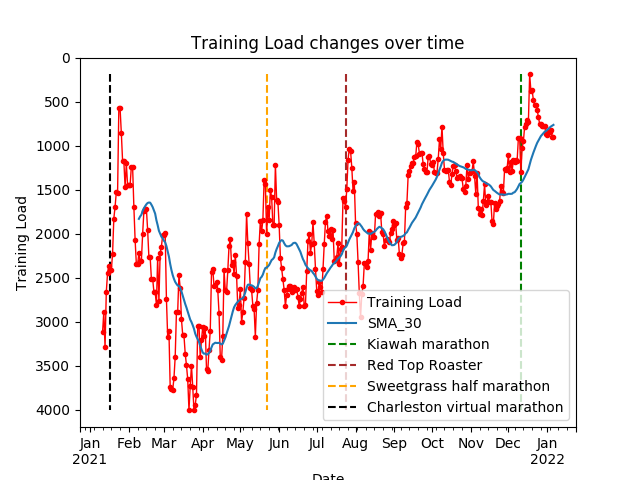 Training Load changes over time
Training Load
0
500
1000
1500
2000
2500
3000
3500
4000
Training Load
SMA_30
Kiawah marathon
Red Top Roaster
Sweetgrass half marathon
Charleston virtual marathon
Jan Feb Mar Apr May Jun Jul Aug Sep Oct Nov Dec Jan
2021 2022
Date